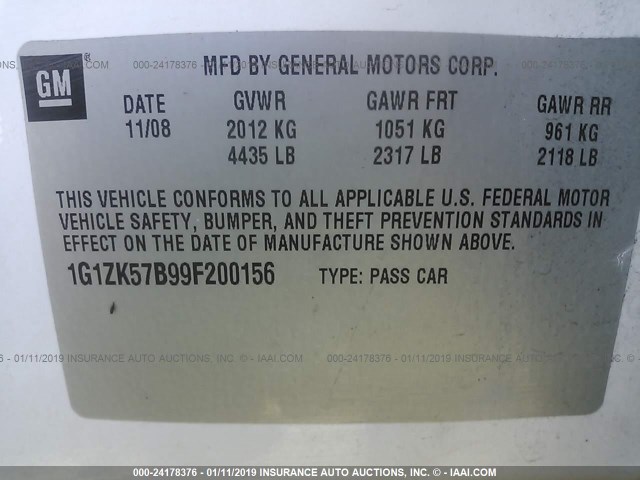 GM
®
MFD BY GENERAL MOTORS CORP.
DATE GVWR GAWR FRT GAWR RR
11/08 2012 KG 1051 KG 961 KG
4435 LB 2317 LB 2118 LB
THIS VEHICLE CONFORMS TO ALL APPLICABLE U.S. FEDERAL MOTOR
VEHICLE SAFETY, BUMPER, AND THEFT PREVENTION STANDARDS IN
EFFECT ON THE DATE OF MANUFACTURE SHOWN ABOVE.
1G1ZK57B99F200156 TYPE: PASS CAR
000-24178376 - 01/11/2019 - INSURANCE AUTO AUCTIONS, INC. © - IAAI.COM